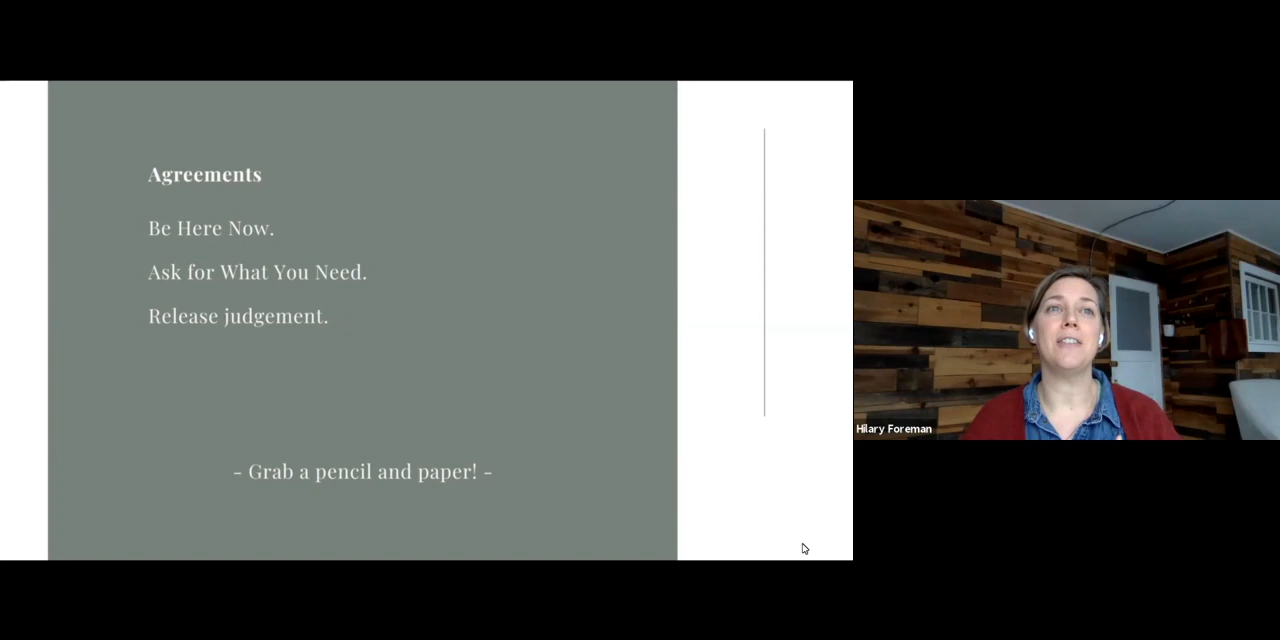 Agreements
Be Here Now.
Ask for What You Need.
Release judgement.
- Grab a pencil and paper! -
Hilary Foreman